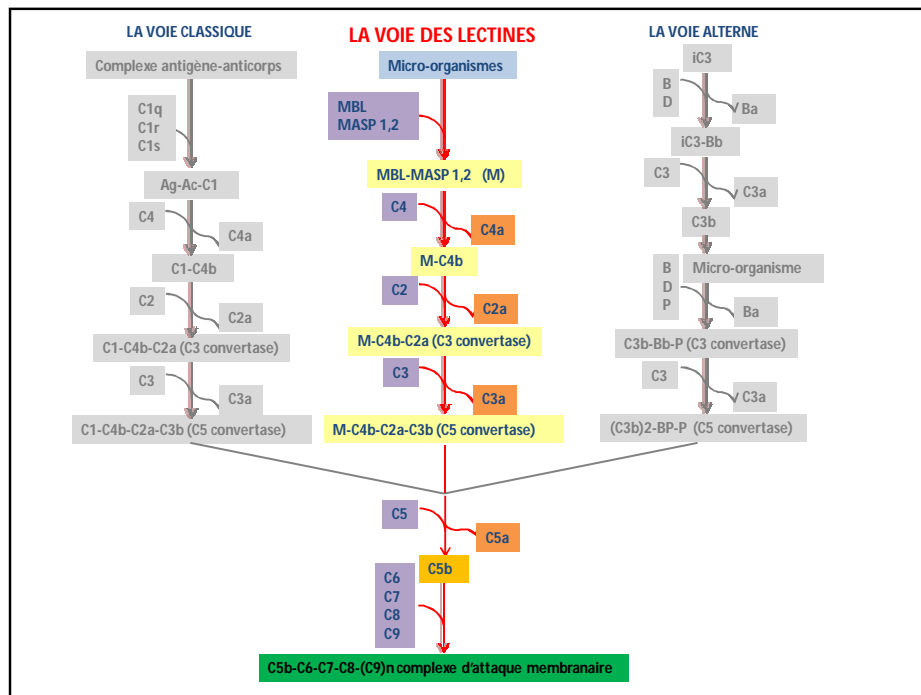 LA VOIE CLASSIQUE
Complexe antigène-anticorps
C1q
C1r
C1s
Ag-Ac-C1
C4
C4a
C1-C4b
C2
C2a
C1-C4b-C2a (C3 convertase)
C3
C3a
C1-C4b-C2a-C3b (C5 convertase)
LA VOIE DES LECTINES
Micro-organismes
MBL
MASP 1,2
MBL-MASP 1,2 (M)
C4
C4a
M-C4b
C2
C2a
M-C4b-C2a (C3 convertase)
C3
C3a
M-C4b-C2a-C3b (C5 convertase)
LA VOIE ALTERNE
iC3
B
D
Ba
iC3-Bb
C3
C3a
C3b
Micro-organisme
B
D
P
Ba
C3b-Bb-P (C3 convertase)
C3
C3a
(C3b)2-BP-P (C5 convertase)
C5
C5a
C5b
C6
C7
C8
C9
C5b-C6-C7-C8-(C9)n complexe d'attaque membranaire